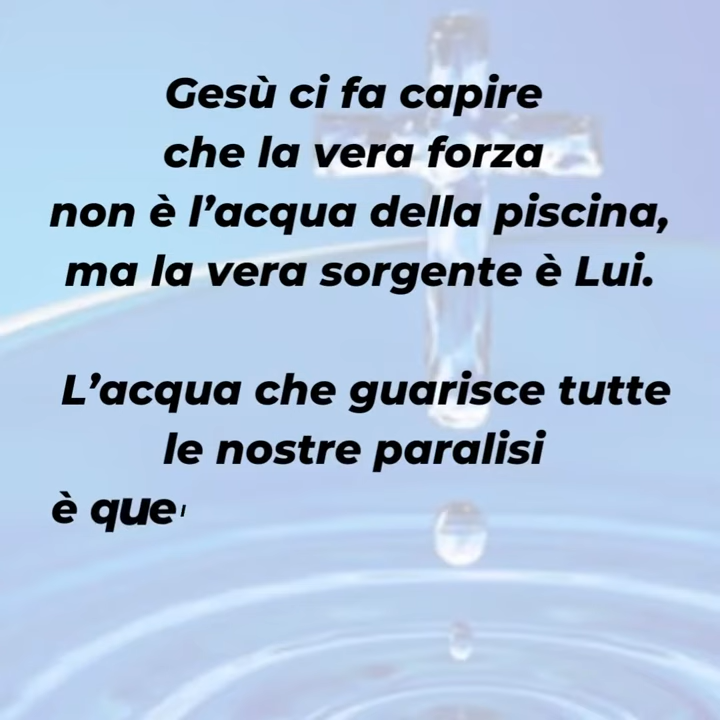 Gesù ci fa capire
che la vera forza
non è l’acqua della piscina,
ma la vera sorgente è Lui.
L’acqua che guarisce tutte
le nostre paralisi
è que